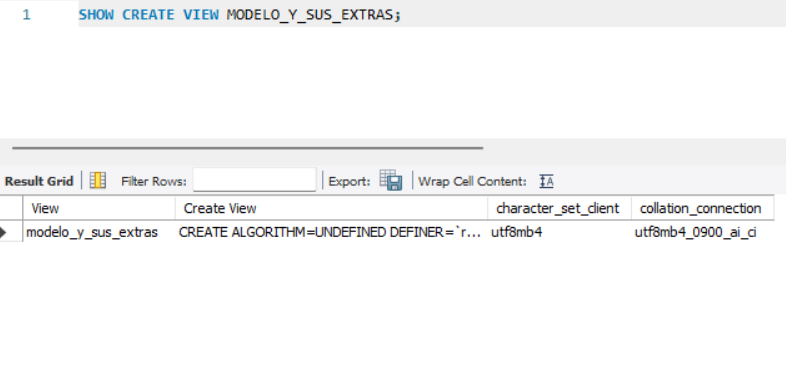 1 SHOW CREATE VIEW MODELO_Y_SUS_EXTRAS;
Result Grid Filter Rows: Export: Wrap Cell Content: IA
View Create View character_set_client collation_connection
modelo_y_sus_extras CREATE ALGORITHM=UNDEFINED DEFINER=`r... utf8mb4 utf8mb4_0900_ai_ci